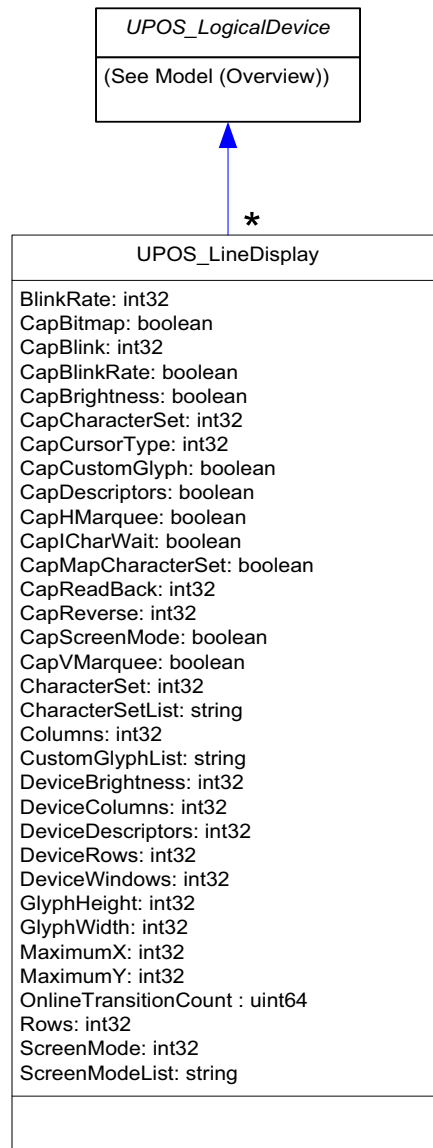 UPOS_LogicalDevice
(See Model (Overview))
*
UPOS_LineDisplay
BlinkRate: int32
CapBitmap: boolean
CapBlink: int32
CapBlinkRate: boolean
CapBrightness: boolean
CapCharacterSet: int32
CapCursorType: int32
CapCustomGlyph: boolean
CapDescriptors: boolean
CapHMarquee: boolean
CapICharWait: boolean
CapMapCharacterSet: boolean
CapReadBack: int32
CapReverse: int32
CapScreenMode: boolean
CapVMarquee: boolean
CharacterSet: int32
CharacterSetList: string
Columns: int32
CustomGlyphList: string
DeviceBrightness: int32
DeviceColumns: int32
DeviceDescriptors: int32
DeviceRows: int32
DeviceWindows: int32
GlyphHeight: int32
GlyphWidth: int32
MaximumX: int32
MaximumY: int32
OnlineTransitionCount : uint64
Rows: int32
ScreenMode: int32
ScreenModeList: string